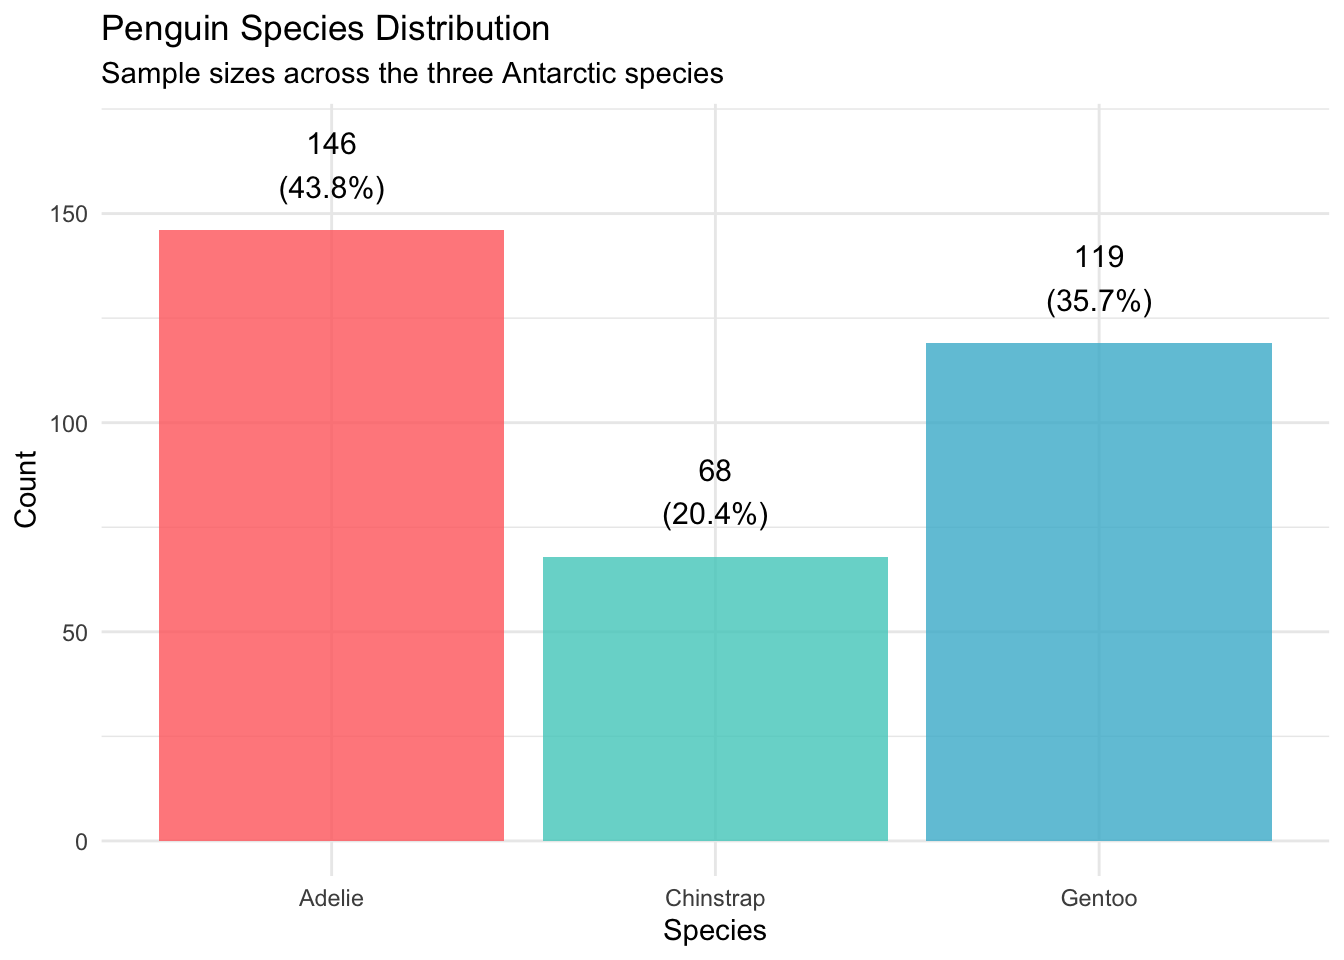 Penguin Species Distribution
Sample sizes across the three Antarctic species
146
(43.8%)
119
(35.7%)
68
(20.4%)
150
100
50
0
Count
Adelie
Chinstrap
Gentoo
Species